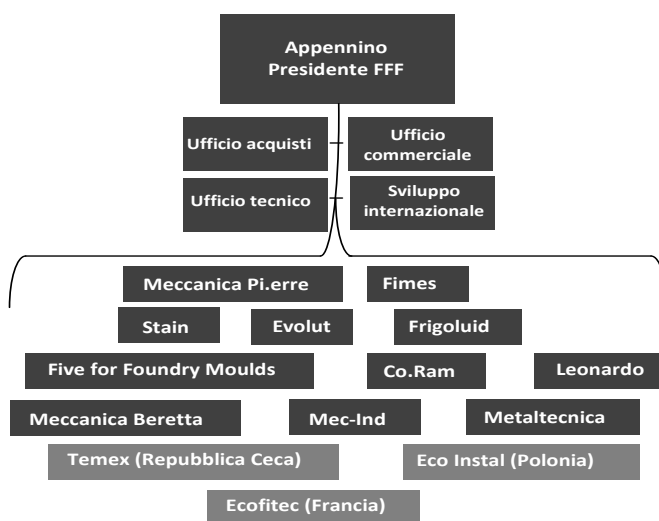 Appennino
Presidente FFF
Ufficio acquisti
Ufficio
commerciale
Ufficio tecnico
Sviluppo
internazionale
Meccanica Pi.erre
Fimes
Stain
Evolut
Frigoluid
Five for Foundry Moulds
Co.Ram
Leonardo
Meccanica Beretta
Mec-Ind
Metaltecnica
Temex (Repubblica Ceca)
Eco Instal (Polonia)
Ecofitec (Francia)